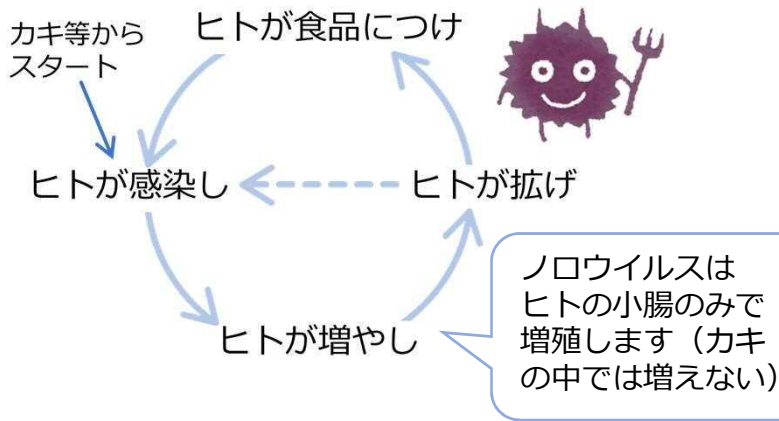 カキ等から
スタート
ヒトが食品につけ
ヒトが感染し
ヒトが拡げ
ヒトが増やし
ノロウイルスは
ヒトの小腸のみで
増殖します（カキ
の中では増えない）